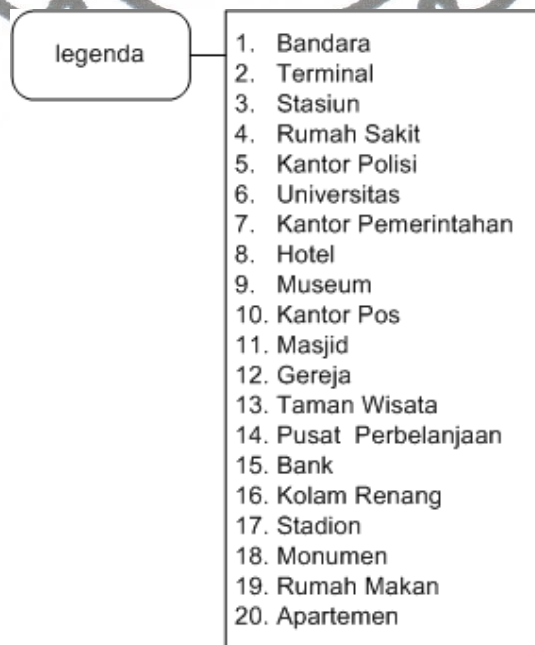 legenda
1. Bandara
2. Terminal
3. Stasiun
4. Rumah Sakit
5. Kantor Polisi
6. Universitas
7. Kantor Pemerintahan
8. Hotel
9. Museum
10. Kantor Pos
11. Masjid
12. Gereja
13. Taman Wisata
14. Pusat Perbelanjaan
15. Bank
16. Kolam Renang
17. Stadion
18. Monumen
19. Rumah Makan
20. Apartemen